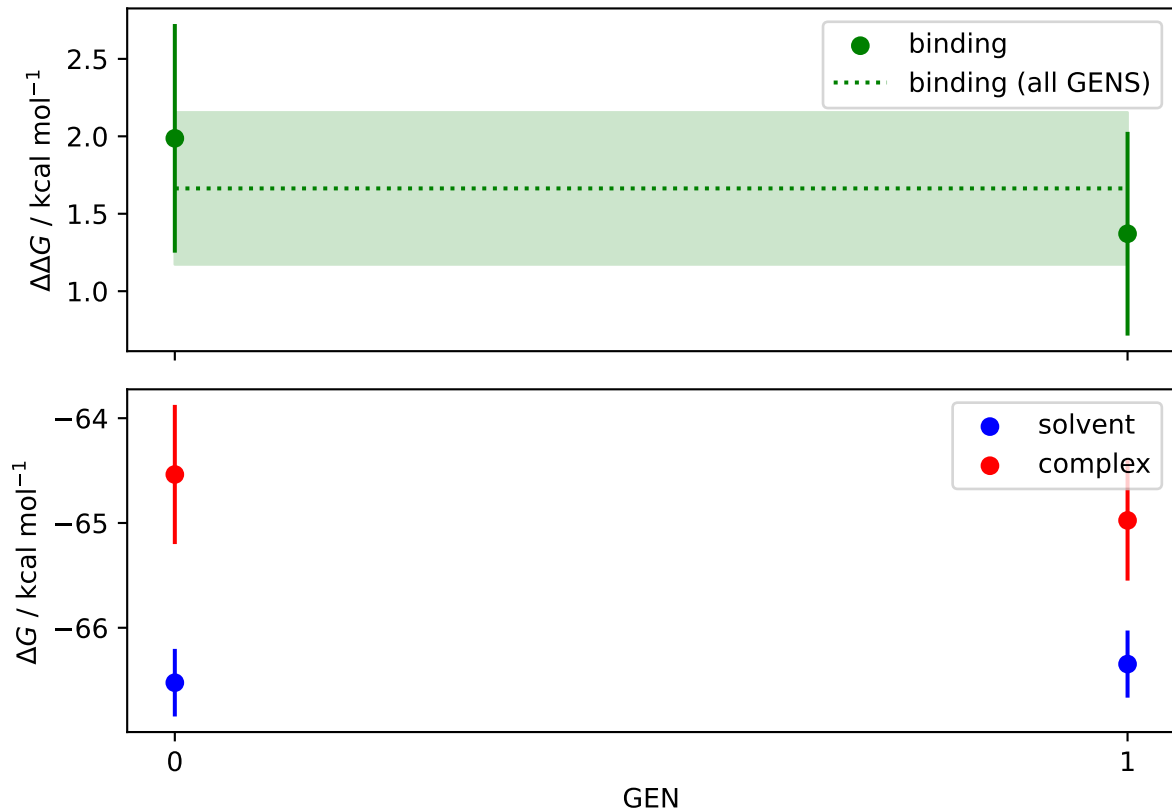 ΔΔG / kcal mol⁻¹
2.5
2.0
1.5
1.0
binding
binding (all GENS)
ΔG / kcal mol⁻¹
−64
−65
−66
solvent
complex
0
1
GEN